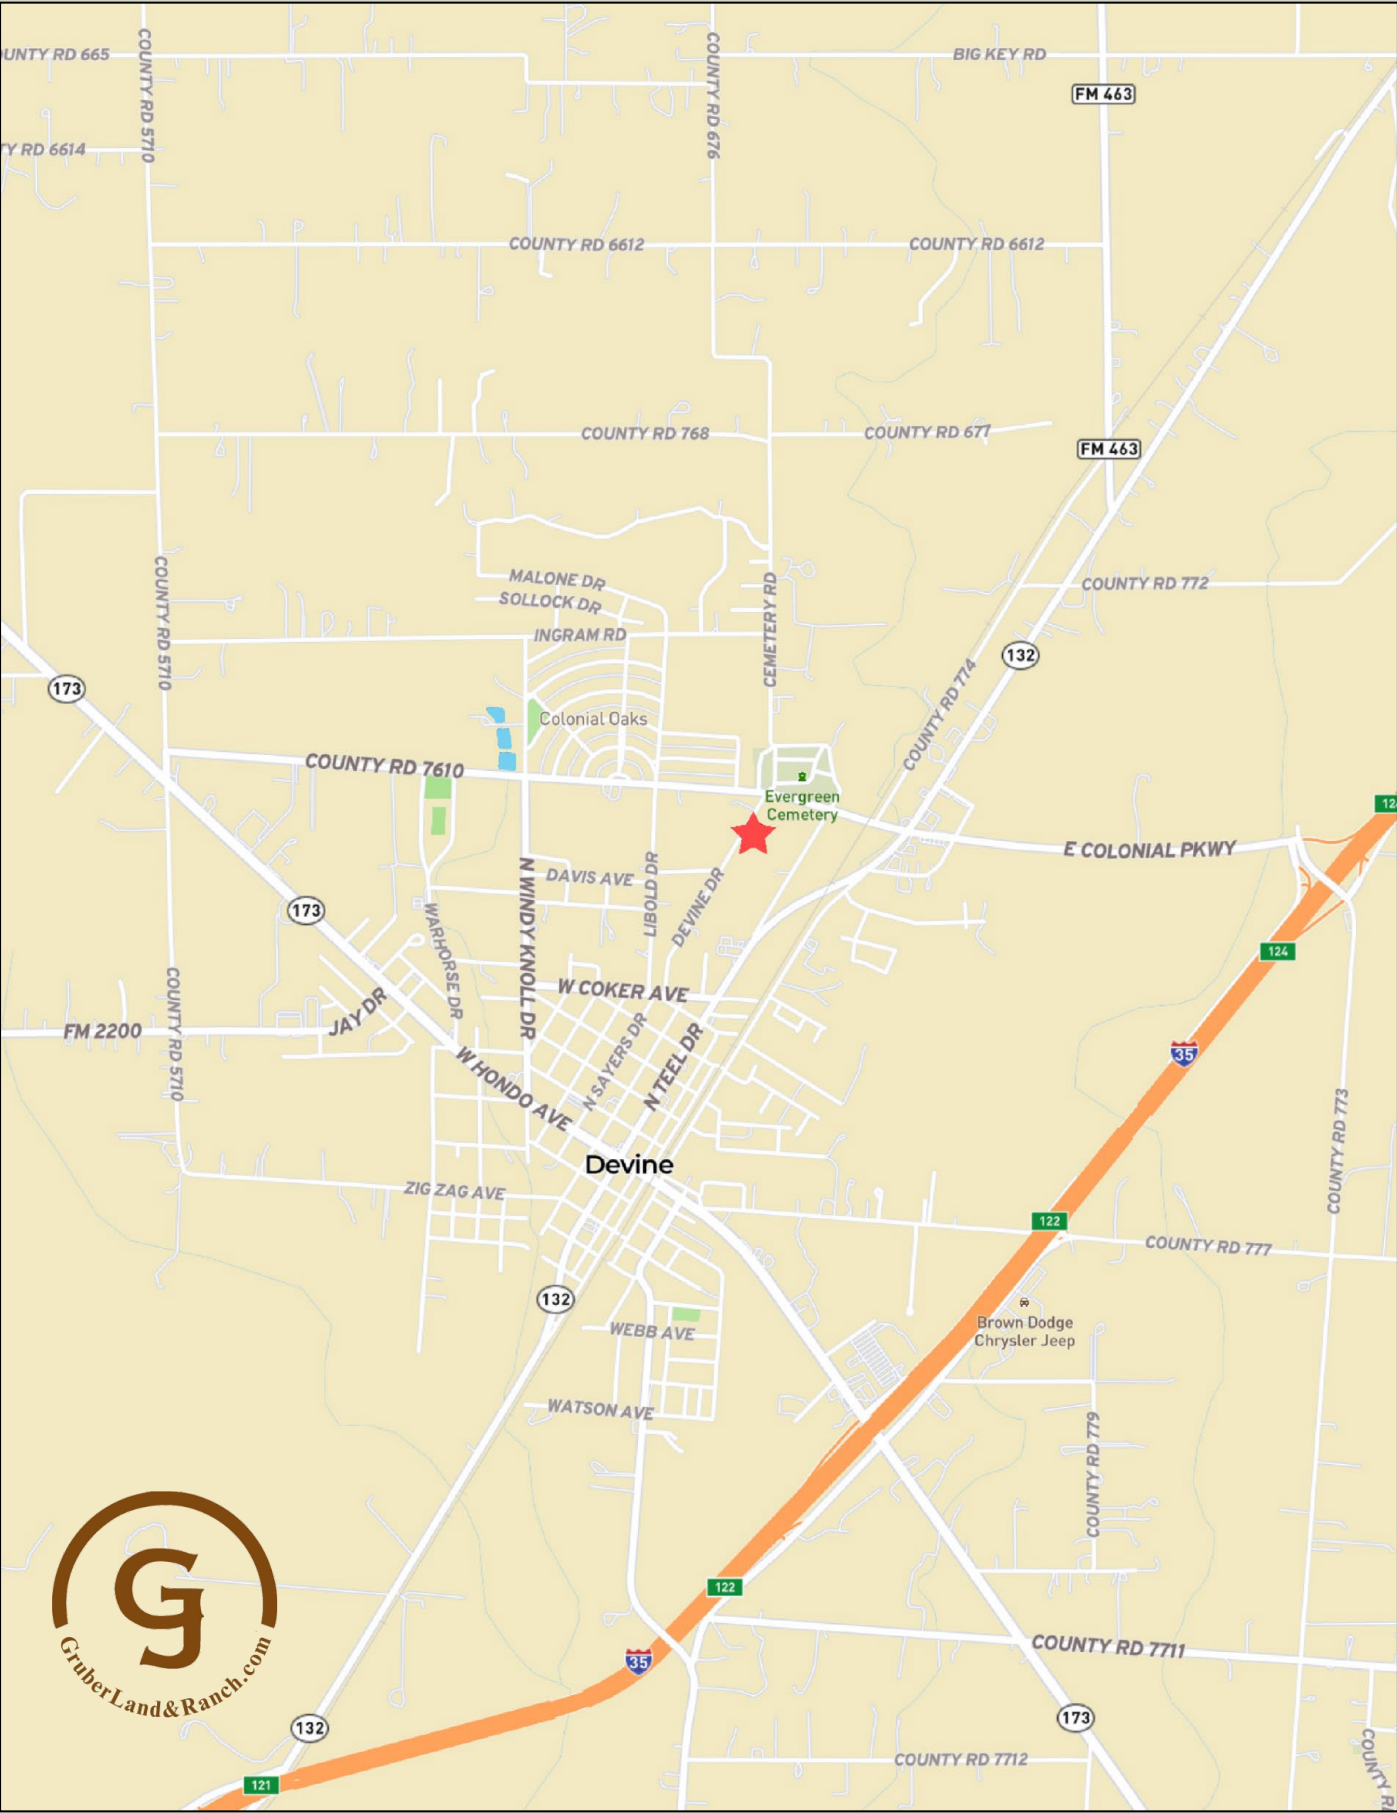 UNTY RD 665
COUNTY RD 5710
COUNTY RD 676
BIG KEY RD
FM 463
TY RD 6614
COUNTY RD 6612
COUNTY RD 6612
COUNTY RD 768
COUNTY RD 677
FM 463
COUNTY RD 5710
MALONE DR
SOLLOCK DR
INGRAM RD
CEMETERY RD
COUNTY RD 772
132
173
COUNTY RD 774
Colonial Oaks
COUNTY RD 7610
Evergreen
Cemetery
E COLONIAL PKWY
N WINDY KNOLL DR
DAVIS AVE
LIBOLD DR
DEVINE DR
173
WARHORSE DR
124
W COKER AVE
COUNTY RD 5710
FM 2200
JAY DR
N SAYERS DR
N TEEL DR
35
W HONDO AVE
COUNTY RD 773
Devine
ZIG ZAG AVE
122
COUNTY RD 777
132
WEBB AVE
Brown Dodge
Chrysler Jeep
WATSON AVE
COUNTY RD 779
122
GJ
GruberLand&Ranch.com
35
COUNTY RD 7711
132
173
COUNTY RD 7712
121